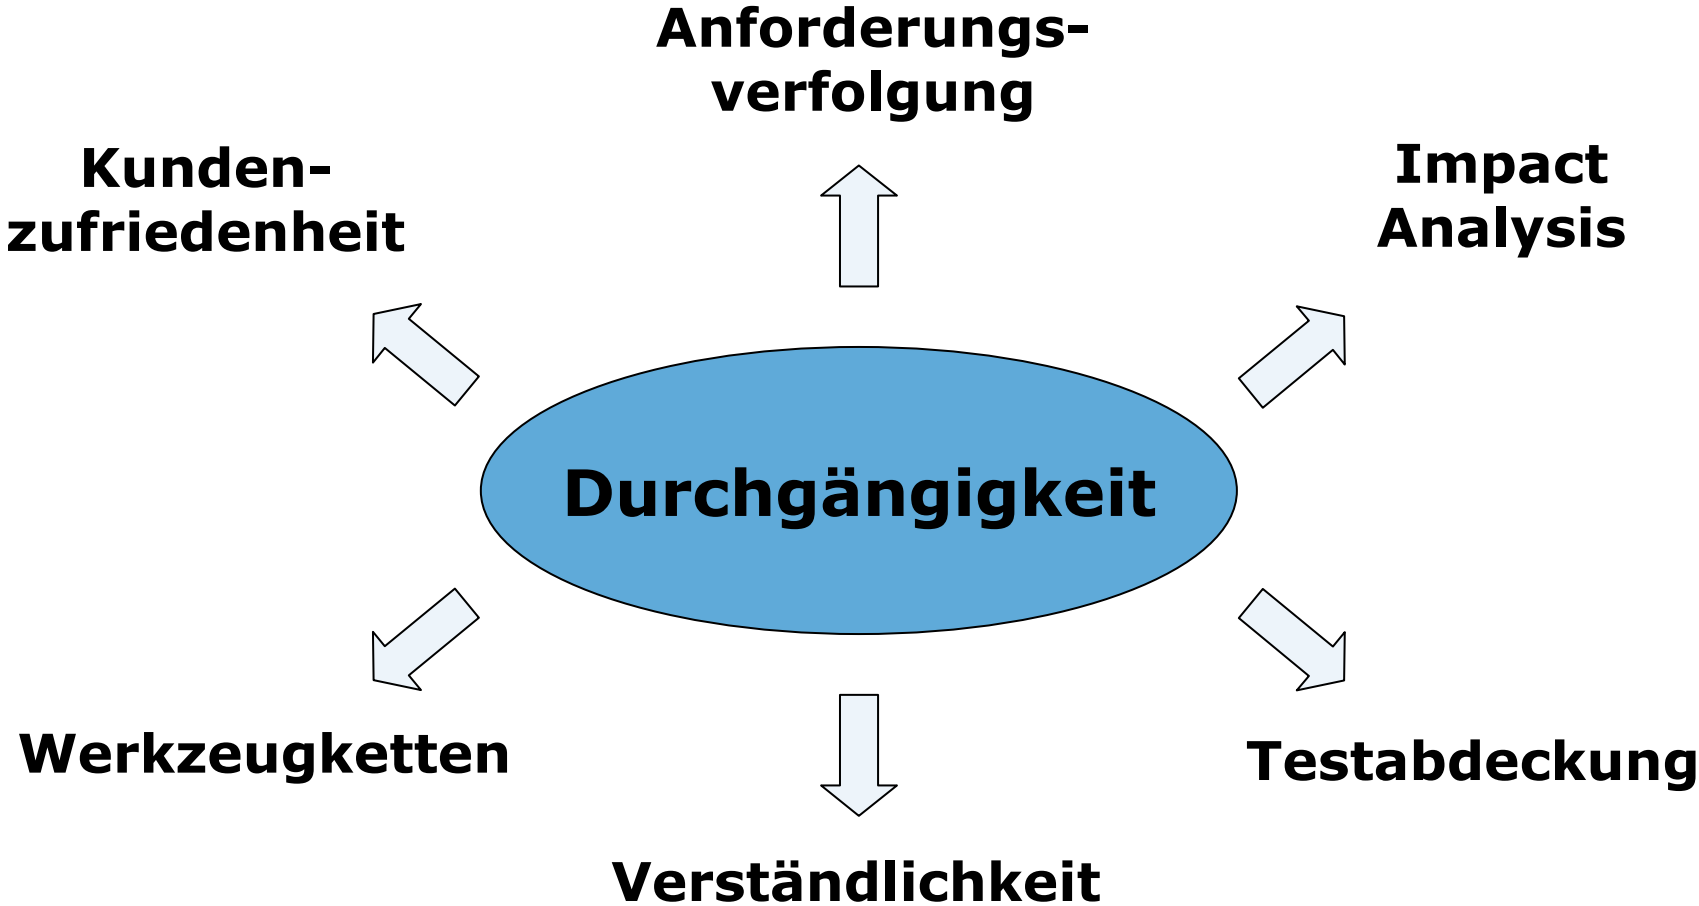 Anforderungs-
verfolgung
Kunden-
zufriedenheit
Impact
Analysis
Durchgängigkeit
Werkzeugketten
Testabdeckung
Verständlichkeit